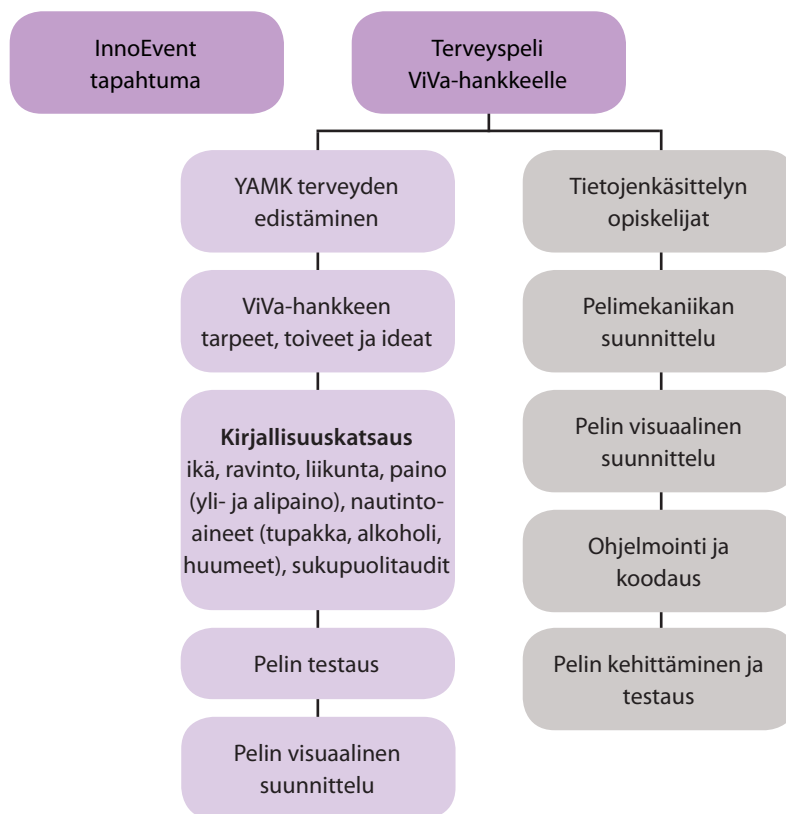 InnoEvent
tapahtuma
Terveyspeli
ViVa-hankkeelle
YAMK terveyden
edistäminen
ViVa-hankkeen
tarpeet, toiveet ja ideat
Kirjallisuuskatsaus
ikä, ravinto, liikunta, paino
(yli- ja alipaino), nautinto-
aineet (tupakka, alkoholi,
huumeet), sukupuolitaudit
Pelin testaus
Pelin visuaalinen
suunnittelu
Tietojenkäsittelyn
opiskelijat
Pelimekaniikan
suunnittelu
Pelin visuaalinen
suunnittelu
Ohjelmointi ja
koodaus
Pelin kehittäminen ja
testaus